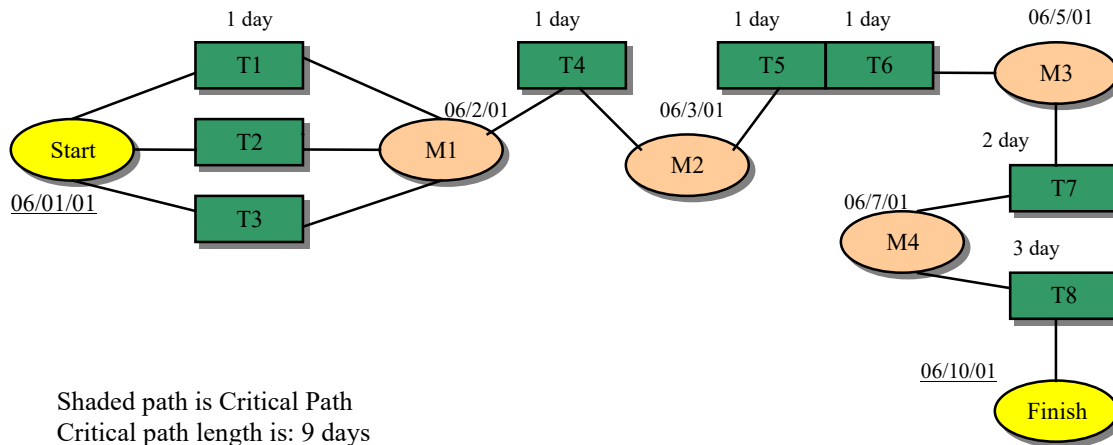 1 day
1 day
1 day
1 day
06/5/01
T1
T4
T5
T6
M3
06/2/01
06/3/01
Start
T2
M1
M2
2 day
06/01/01
T3
06/7/01
T7
M4
3 day
T8
06/10/01
Finish
Shaded path is Critical Path
Critical path length is: 9 days